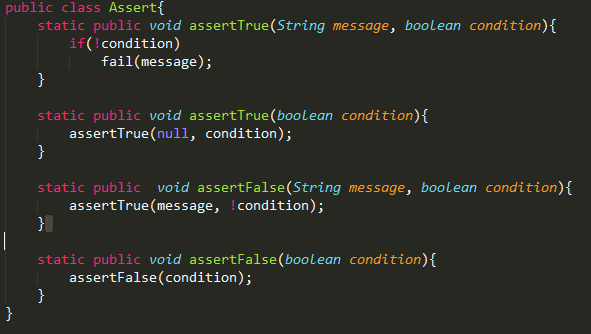 public class Assert{
    static public void assertTrue(String message, boolean condition){
        if(!condition)
            fail(message);
    }
    static public void assertTrue(boolean condition){
        assertTrue(null, condition);
    }
    static public  void assertFalse(String message, boolean condition){
        assertTrue(message, !condition);
    }
    static public void assertFalse(boolean condition){
        assertFalse(condition);
    }
}